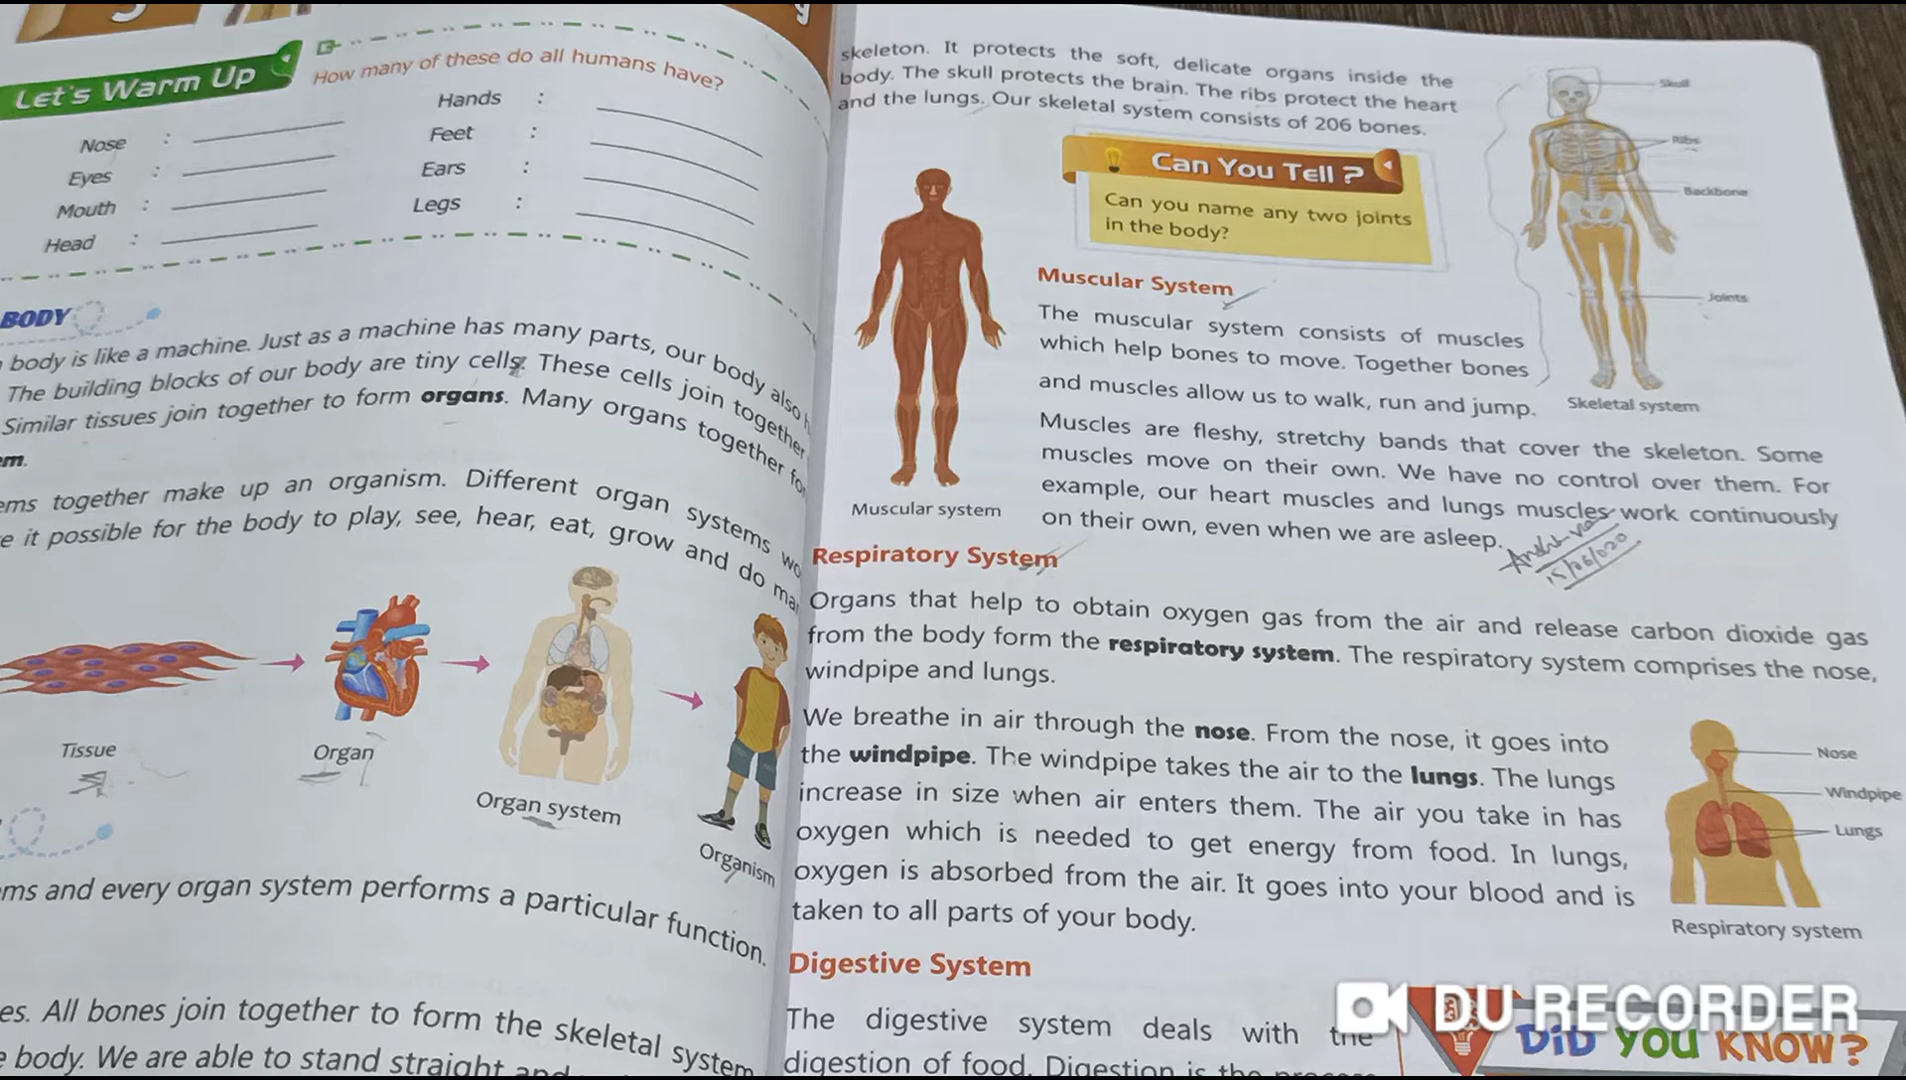 Let's Warm Up
How many of these do all humans have?
Nose :
Eyes :
Mouth :
Head :
Hands :
Feet :
Ears :
Legs :
BODY
body is like a machine. Just as a machine has many parts, our body also
The building blocks of our body are tiny cells. These cells join together
Similar tissues join together to form organs. Many organs together
em.
ems together make up an organism. Different organ systems
e it possible for the body to play, see, hear, eat, grow and do
Tissue
Organ
Organ system
Organism
ms and every organ system performs a particular function.
es. All bones join together to form the skeletal system
body. We are able to stand straight
skeleton. It protects the soft, delicate organs inside the
body. The skull protects the brain. The ribs protect the heart
and the lungs. Our skeletal system consists of 206 bones.
Can You Tell ?
Can you name any two joints
in the body?
Skull
Ribs
Backbone
Joints
Skeletal system
Muscular System
The muscular system consists of muscles
which help bones to move. Together bones
and muscles allow us to walk, run and jump.
Muscles are fleshy, stretchy bands that cover the skeleton. Some
muscles move on their own. We have no control over them. For
example, our heart muscles and lungs muscles work continuously
on their own, even when we are asleep.
Muscular system
15/06/020
Respiratory System
Organs that help to obtain oxygen gas from the air and release carbon dioxide gas
from the body form the respiratory system. The respiratory system comprises the nose,
windpipe and lungs.
We breathe in air through the nose. From the nose, it goes into
the windpipe. The windpipe takes the air to the lungs. The lungs
increase in size when air enters them. The air you take in has
oxygen which is needed to get energy from food. In lungs,
oxygen is absorbed from the air. It goes into your blood and is
taken to all parts of your body.
Nose
Windpipe
Lungs
Respiratory system
Digestive System
The digestive system deals with the
digestion of food. Digestion is the process
DU RECORDER
Did You Know?